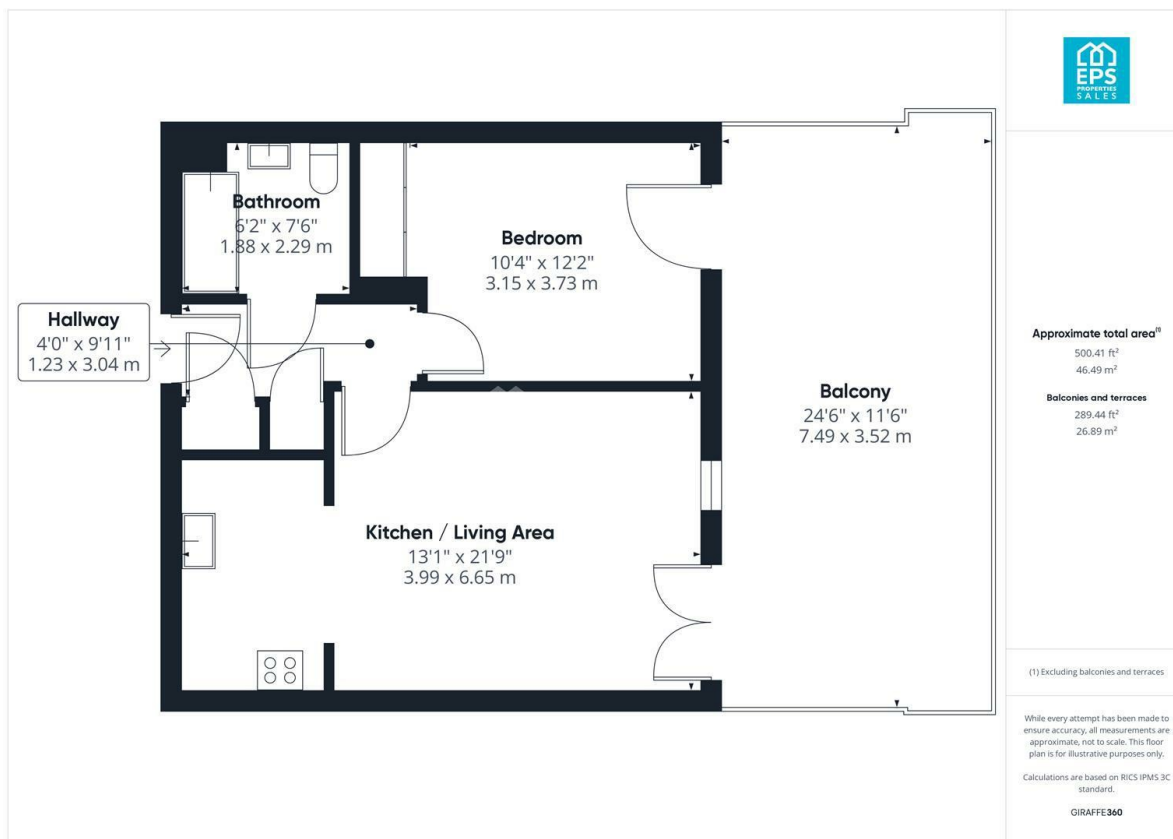 EPS
PROPERTIES
SALES
Bathroom
6'2" x 7'6"
1.88 x 2.29 m
Bedroom
10'4" x 12'2"
3.15 x 3.73 m
Hallway
4'0" x 9'11"
1.23 x 3.04 m
Balcony
24'6" x 11'6"
7.49 x 3.52 m
Kitchen / Living Area
13'1" x 21'9"
3.99 x 6.65 m
Approximate total area(1)
500.41 ft²
46.49 m²
Balconies and terraces
289.44 ft²
26.89 m²
(1) Excluding balconies and terraces
While every attempt has been made to
ensure accuracy, all measurements are
approximate, not to scale. This floor
plan is for illustrative purposes only.
Calculations are based on RICS IPMS 3C
standard.
GIRAFFE360